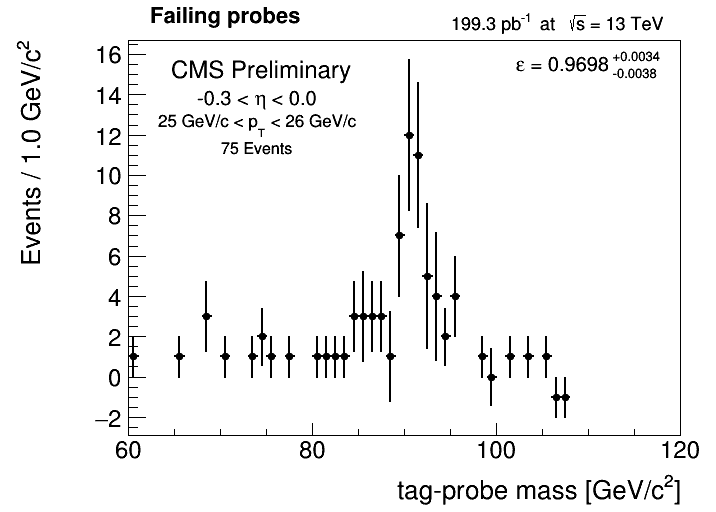 Failing probes
199.3 pb⁻¹ at √s = 13 TeV
CMS Preliminary
ε = 0.9698 +0.0034 -0.0038
-0.3 < η < 0.0
25 GeV/c < p_T < 26 GeV/c
75 Events
Events / 1.0 GeV/c²
16
14
12
10
8
6
4
2
0
−2
60 80 100 120
tag-probe mass [GeV/c²]